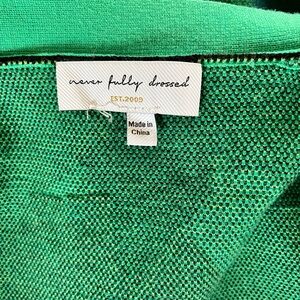 never fully dressed
EST.2009
Made in
China